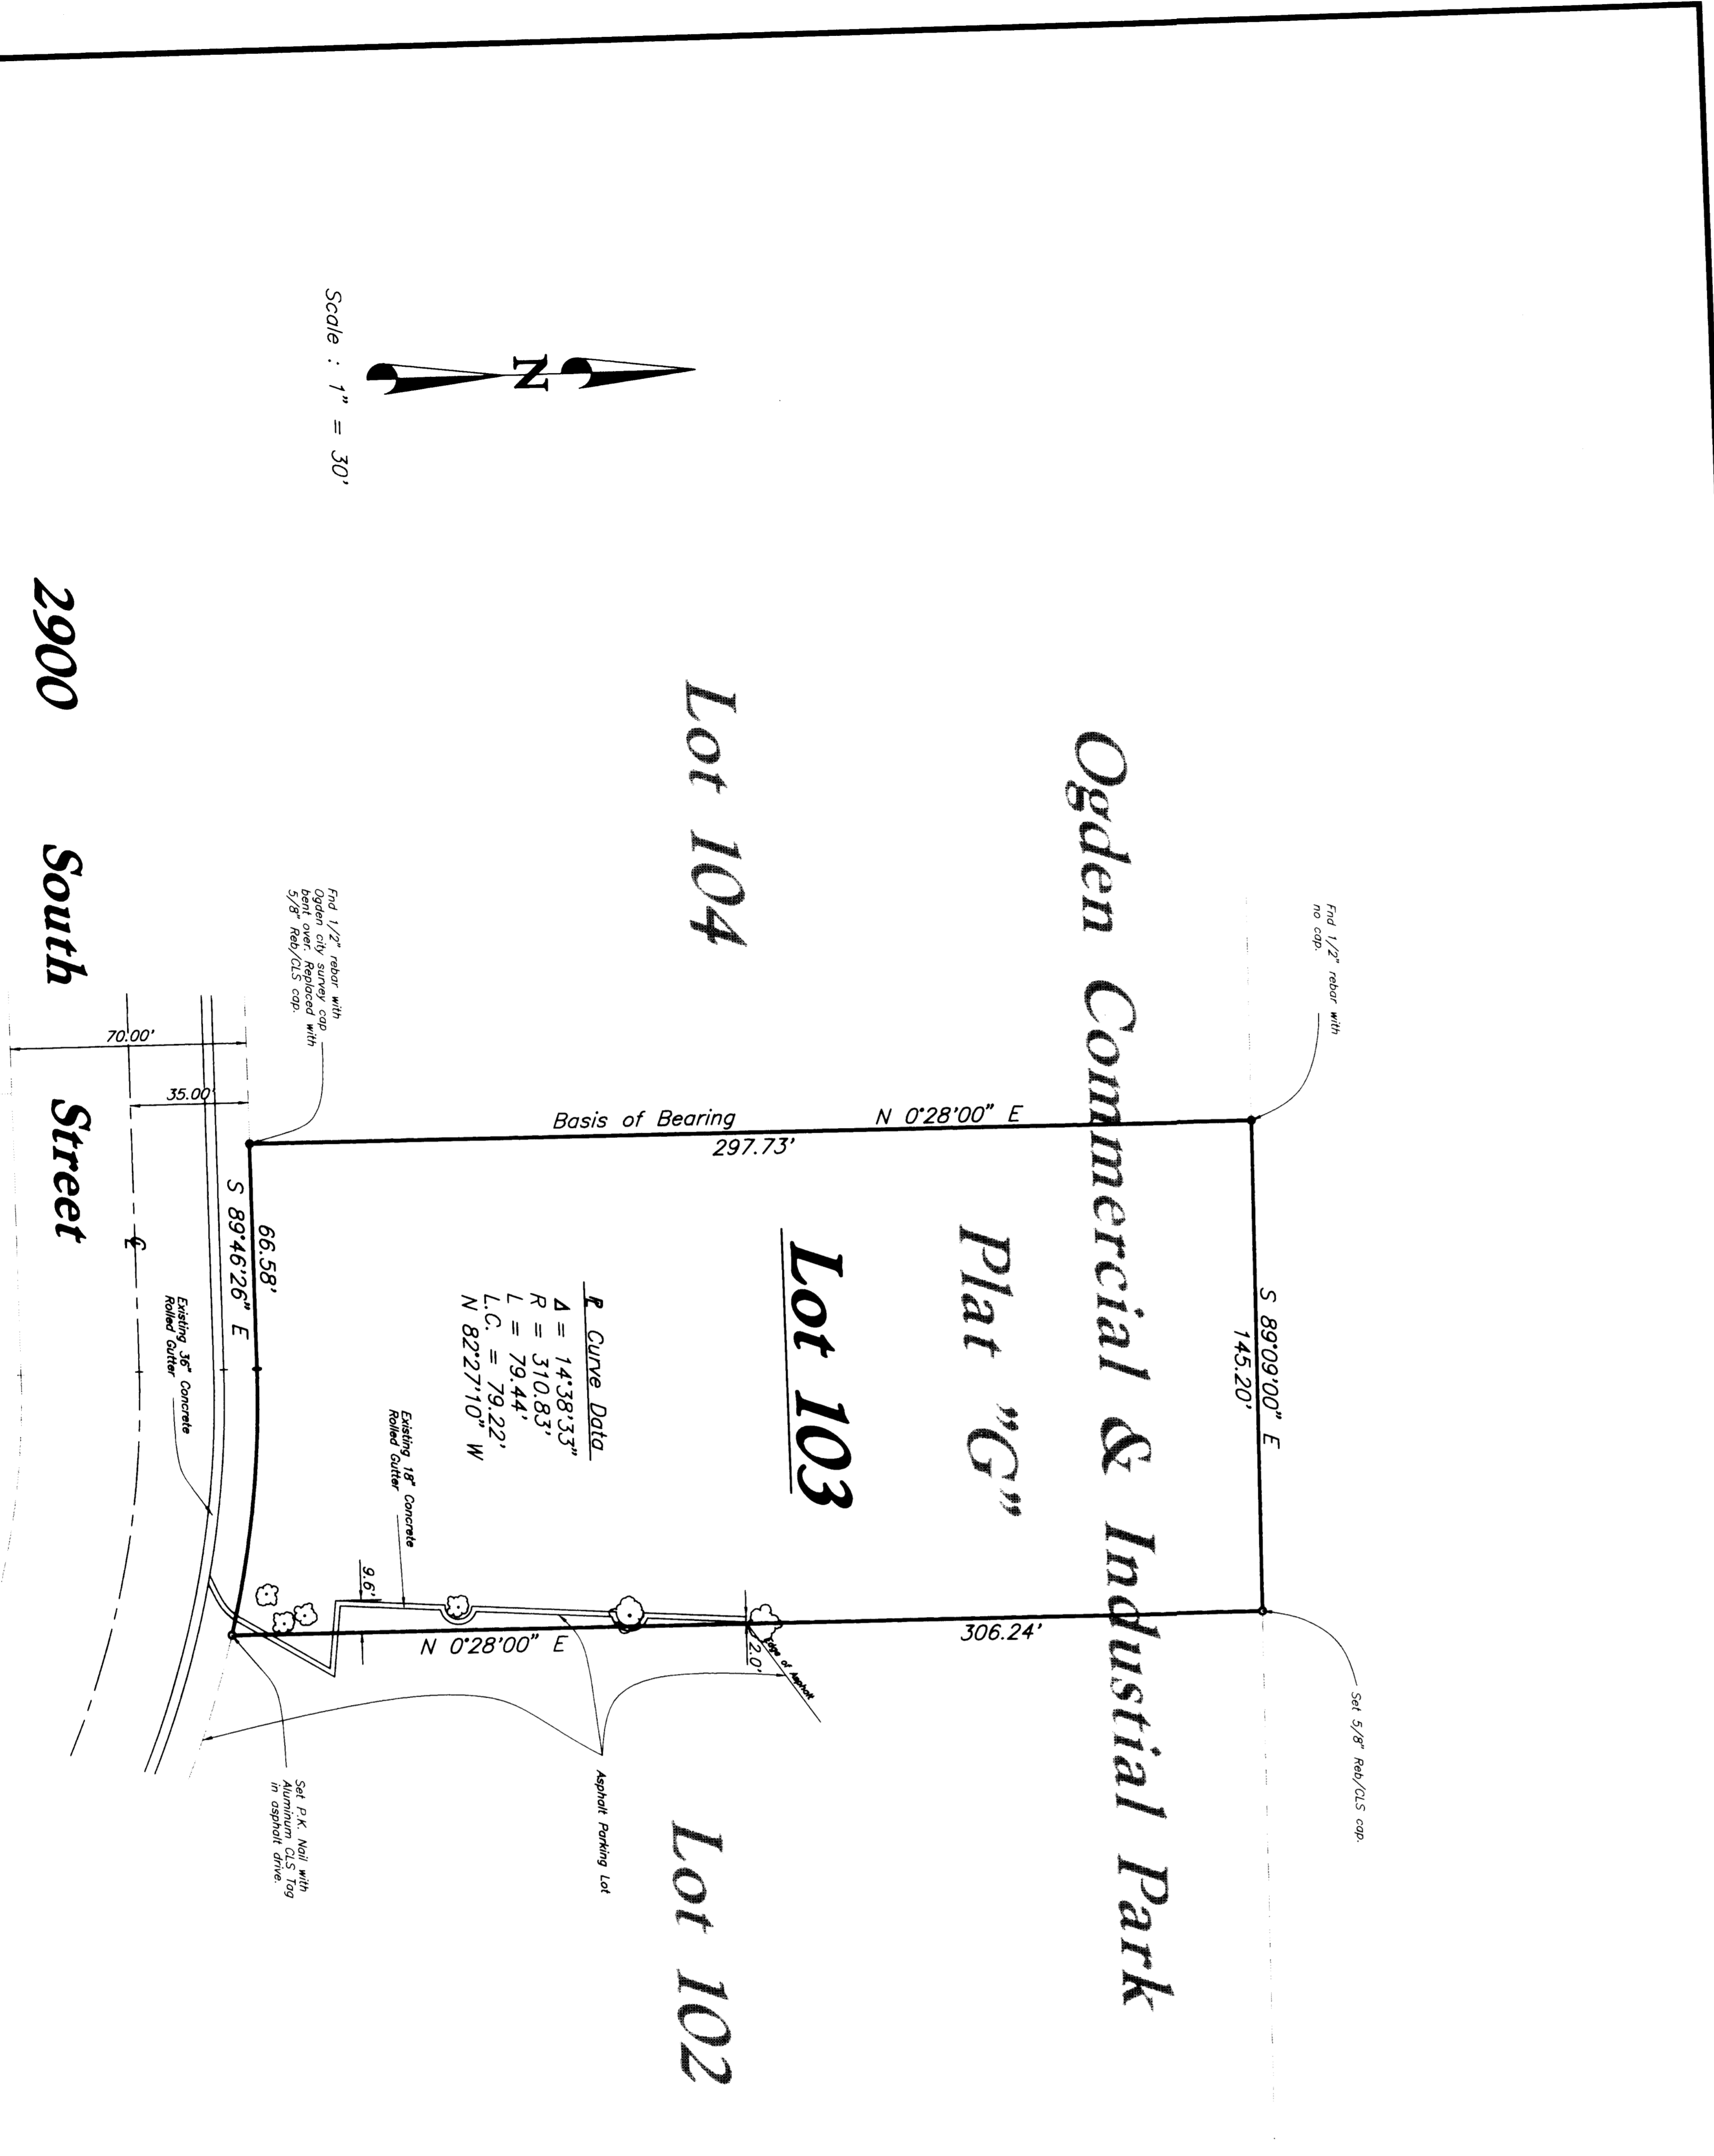 Fnd 1/2" rebar with
no cap.
Set 5/8" Reb/CLS cap.
S 89°09'00" E
145.20'
Ogden Commercial & Industial Park
Plat "G"
Lot 103
Lot 104
Lot 102
N 0°28'00" E
Basis of Bearing
297.73'
306.24'
N 0°28'00" E
Edge of Asphalt
2.0'
Asphalt Parking Lot
P Curve Data
Δ = 14°38'33"
R = 310.83'
L = 79.44'
L.C. = 79.22'
N 82°27'10" W
Existing 18" Concrete
Rolled Gutter
9.6'
N
Scale : 1" = 30'
Fnd 1/2" rebar with
Ogden city survey cap
bent over. Replaced with
5/8" Reb/CLS cap.
66.58'
S 89°46'26" E
Set P.K. Nail with
Aluminum CLS Tag
in asphalt drive.
Existing 36" Concrete
Rolled Gutter
35.00'
70.00'
2900 South Street